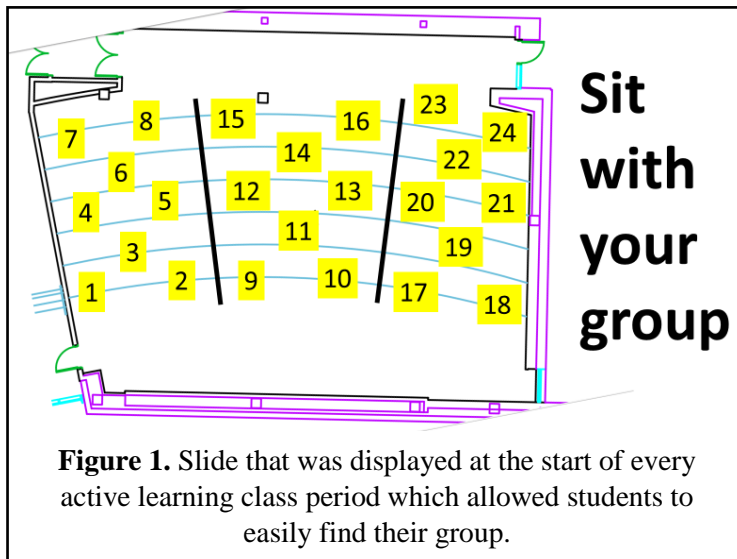 7 8 15 16 23 24
6 14 22
4 5 12 13 20 21
3 11 19
1 2 9 10 17 18
Sit
with
your
group
Figure 1. Slide that was displayed at the start of every
active learning class period which allowed students to
easily find their group.